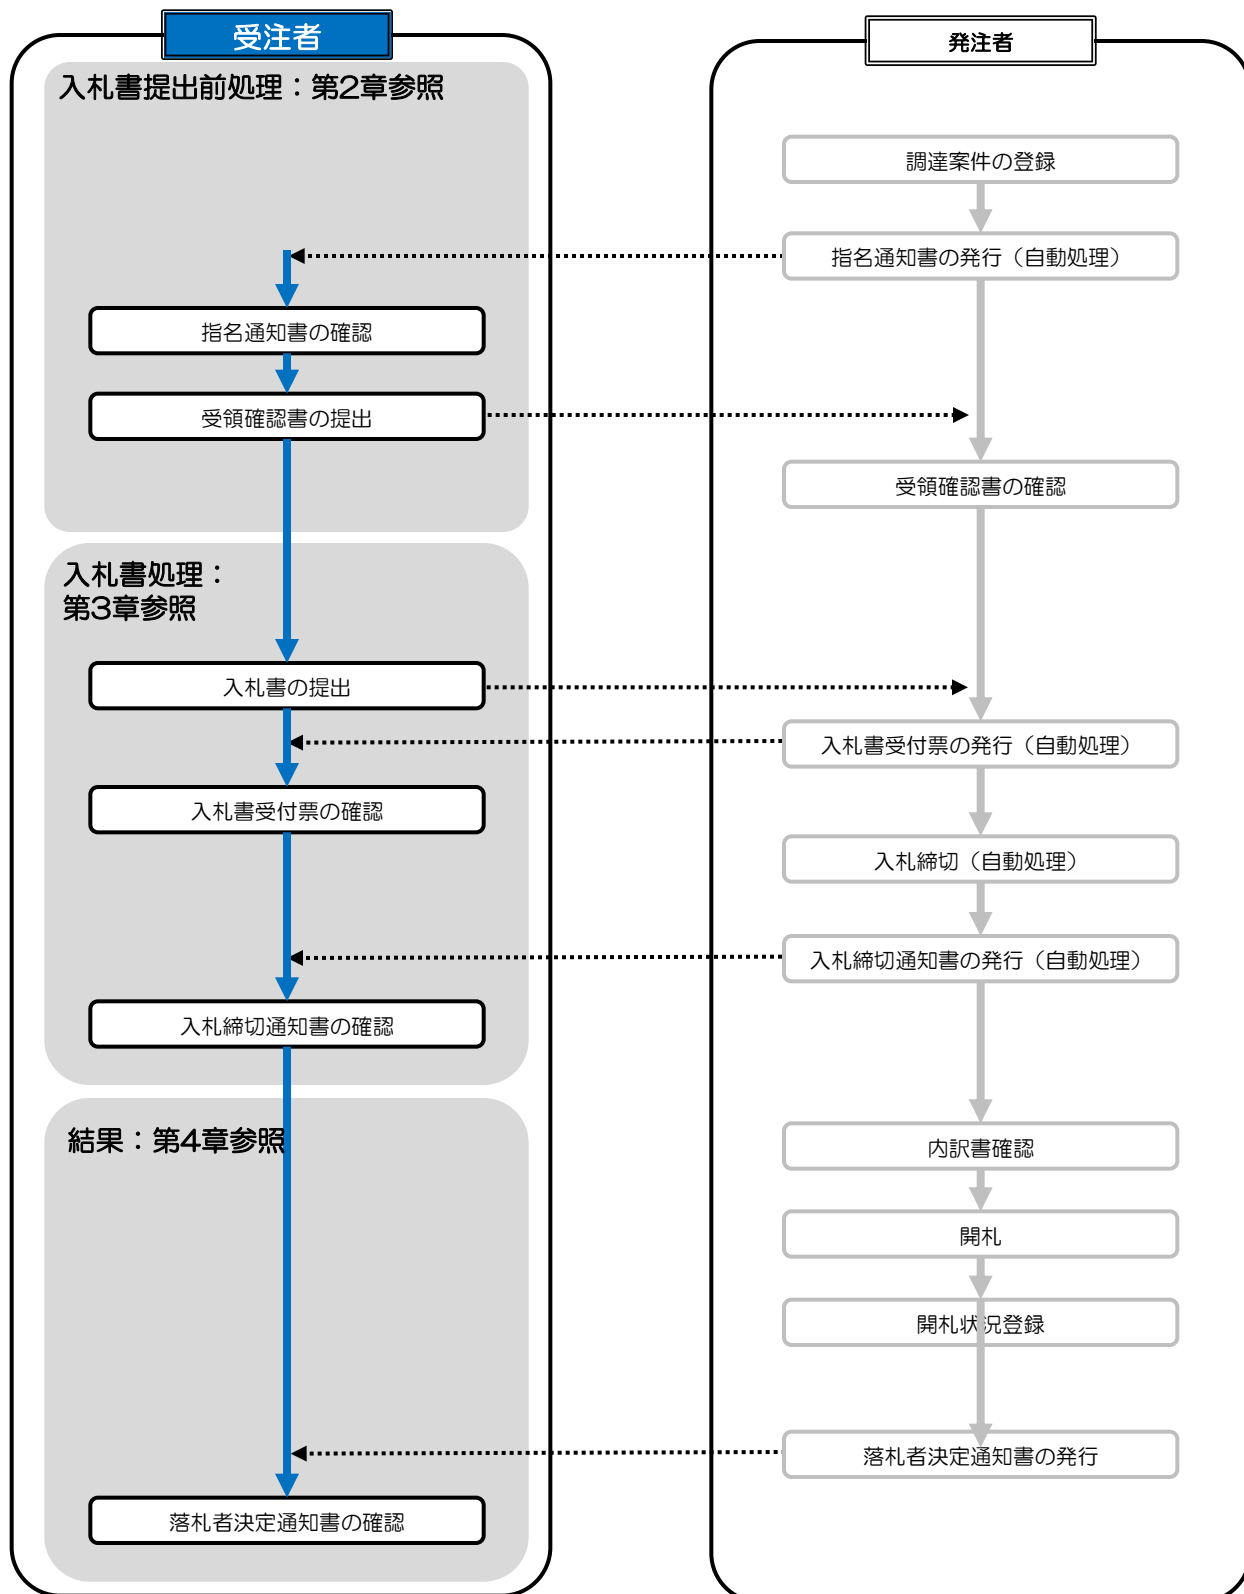 受注者
入札書提出前処理：第2章参照
指名通知書の確認
受領確認書の提出
入札書処理：
第3章参照
入札書の提出
入札書受付票の確認
入札締切通知書の確認
結果：第4章参照
落札者決定通知書の確認
発注者
調達案件の登録
指名通知書の発行（自動処理）
受領確認書の確認
入札書受付票の発行（自動処理）
入札締切（自動処理）
入札締切通知書の発行（自動処理）
内訳書確認
開札
開札状況登録
落札者決定通知書の発行